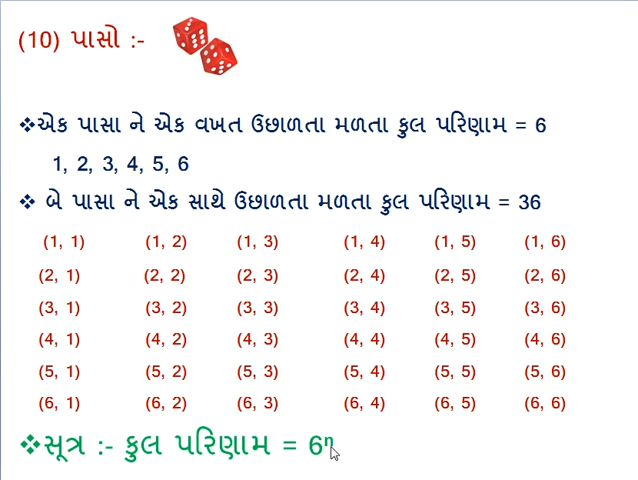 (10) પાસો :-
❖એક પાસા ને એક વખત ઉછાળતા મળતા કુલ પરિણામ = 6
1, 2, 3, 4, 5, 6
❖ બે પાસા ને એક સાથે ઉછાળતા મળતા કુલ પરિણામ = 36
(1, 1) (1, 2) (1, 3) (1, 4) (1, 5) (1, 6)
(2, 1) (2, 2) (2, 3) (2, 4) (2, 5) (2, 6)
(3, 1) (3, 2) (3, 3) (3, 4) (3, 5) (3, 6)
(4, 1) (4, 2) (4, 3) (4, 4) (4, 5) (4, 6)
(5, 1) (5, 2) (5, 3) (5, 4) (5, 5) (5, 6)
(6, 1) (6, 2) (6, 3) (6, 4) (6, 5) (6, 6)
❖સૂત્ર :- કુલ પરિણામ = 6ⁿ